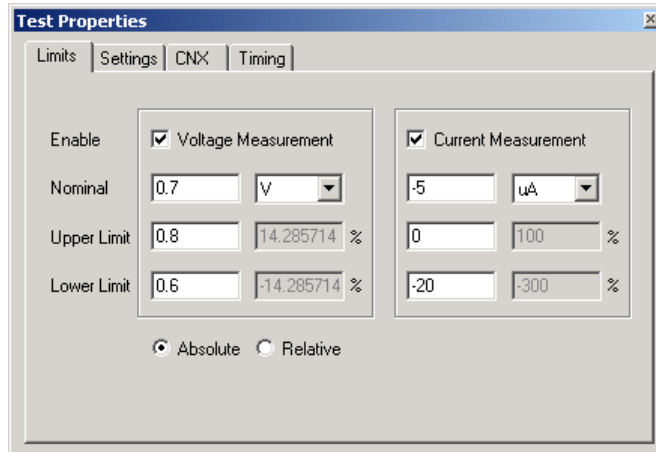 Test Properties
Limits Settings CNX Timing
Enable Voltage Measurement Current Measurement
Nominal 0.7 V -5 uA
Upper Limit 0.8 14.285714 % 0 100 %
Lower Limit 0.6 -14.285714 % -20 -300 %
Absolute Relative